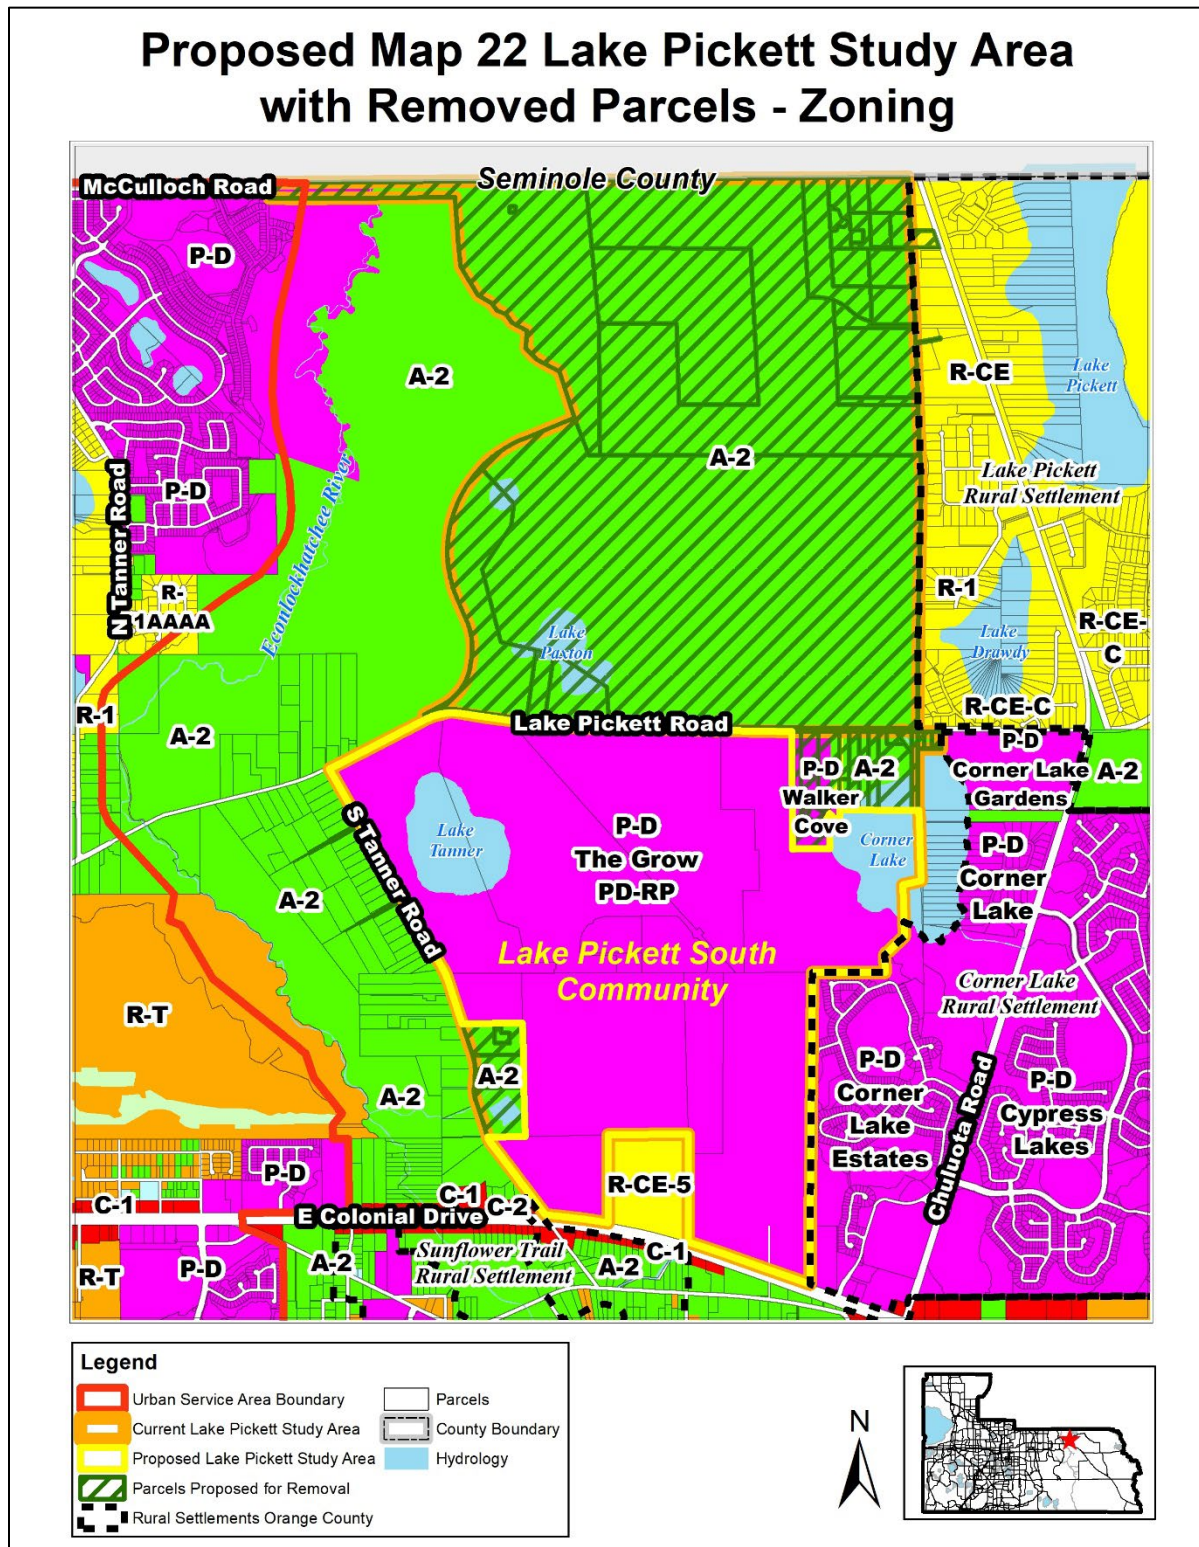 Proposed Map 22 Lake Pickett Study Area
with Removed Parcels - Zoning
Seminole County
McCulloch Road
P-D
A-2
R-CE
Lake
Pickett
A-2
Lake Pickett
Rural Settlement
N Tanner Road
P-D
Econlockhatchee River
R-
1AAAA
R-1
R-CE-
C
Lake
Drawdy
Lake
Paxton
R-CE-C
R-1
A-2
Lake Pickett Road
P-D
Corner Lake
Gardens
A-2
P-D
Walker
Cove
A-2
S Tanner Road
Lake
Tanner
P-D
The Grow
PD-RP
Corner
Lake
P-D
Corner
Lake
A-2
Lake Pickett South
Community
Corner Lake
Rural Settlement
R-T
A-2
A-2
P-D
Corner
Lake
Estates
Chuluota Road
P-D
Cypress
Lakes
P-D
R-CE-5
C-1
C-1
C-2
E Colonial Drive
C-1
Sunflower Trail
Rural Settlement
A-2
A-2
R-T
P-D
Legend
Urban Service Area Boundary
Current Lake Pickett Study Area
Proposed Lake Pickett Study Area
Parcels Proposed for Removal
Rural Settlements Orange County
Parcels
County Boundary
Hydrology
N